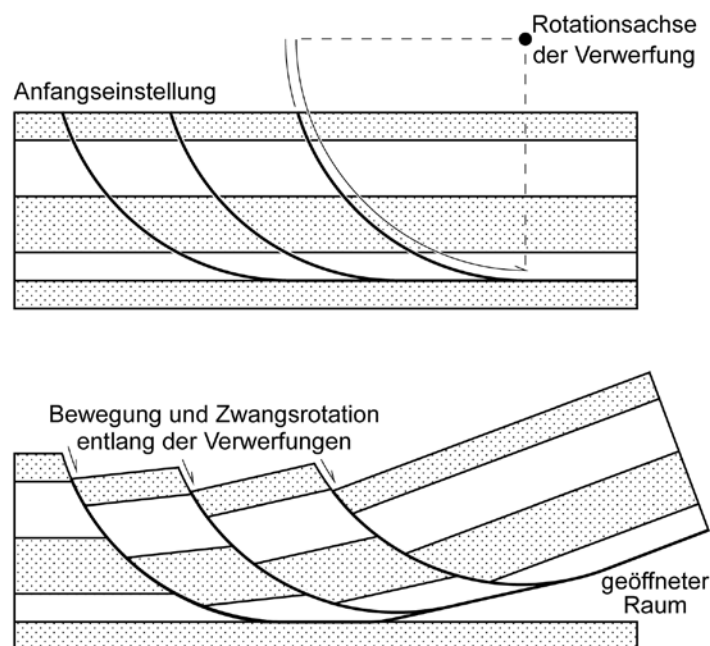 Rotationsachse
der Verwerfung
Anfangseinstellung
Bewegung und Zwangsrotation
entlang der Verwerfungen
geöffneter
Raum